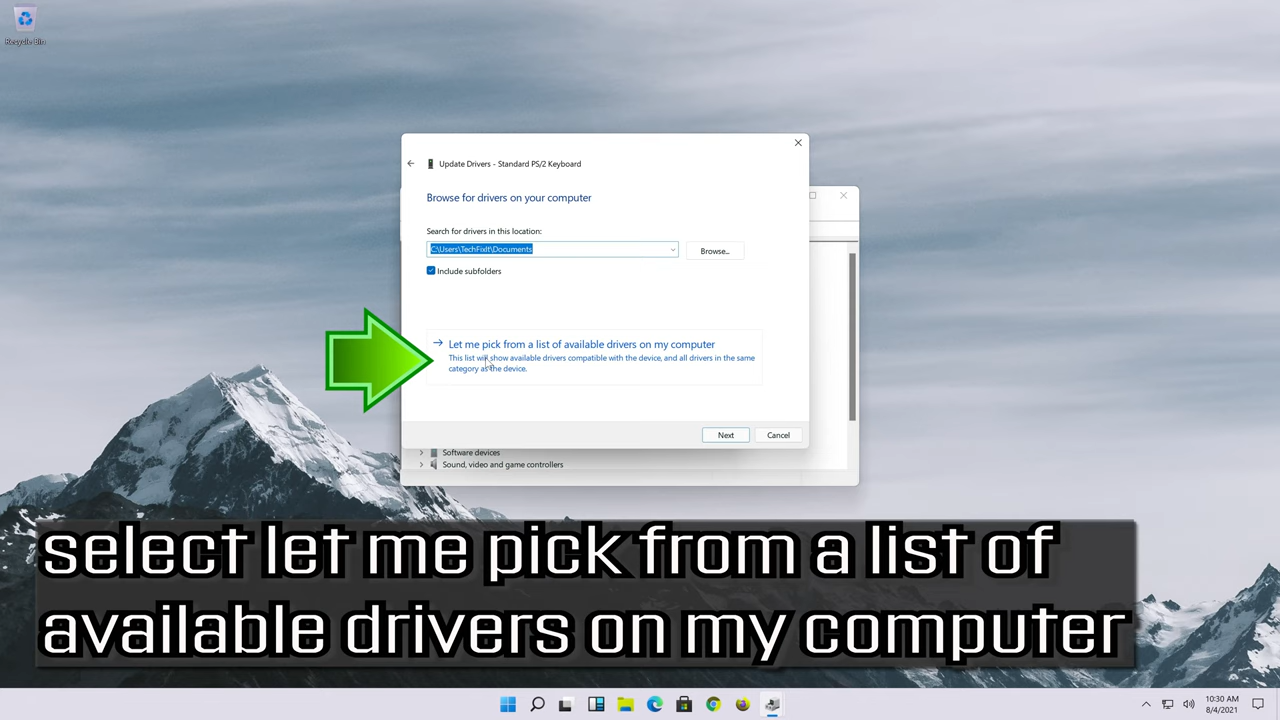 Recycle Bin
Update Drivers - Standard PS/2 Keyboard
Browse for drivers on your computer
Search for drivers in this location:
C:\Users\TechFixIt\Documents
Browse...
Include subfolders
Let me pick from a list of available drivers on my computer
This list will show available drivers compatible with the device, and all drivers in the same
category as the device.
Next
Cancel
Software devices
Sound, video and game controllers
select let me pick from a list of
available drivers on my computer
10:30 AM
8/4/2021